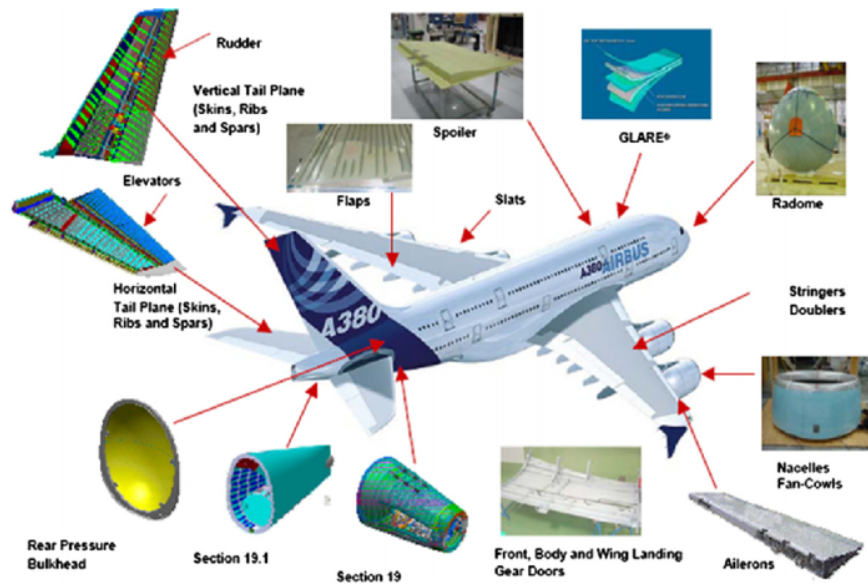 Rudder
Vertical Tail Plane
(Skins, Ribs
and Spars)
Spoiler
GLARE®
Radome
Elevators
Flaps
Slats
Horizontal
Tail Plane (Skins,
Ribs and Spars)
A380
AIRBUS
A380
Stringers
Doublers
Nacelles
Fan-Cowls
Rear Pressure
Bulkhead
Section 19.1
Section 19
Front, Body and Wing Landing
Gear Doors
Ailerons